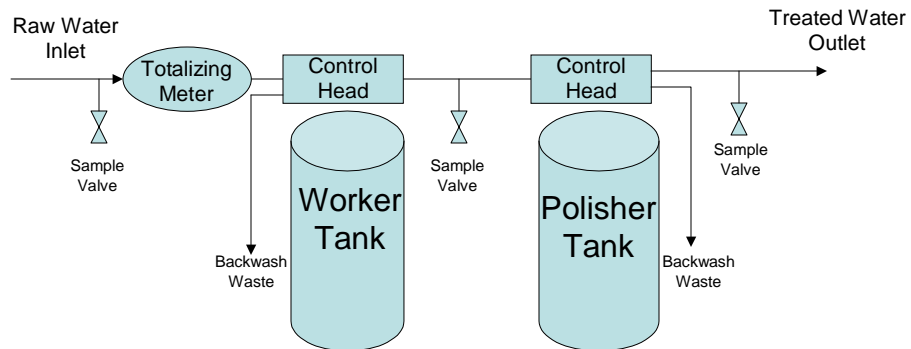 Raw Water
Inlet
Totalizing
Meter
Control
Head
Control
Head
Treated Water
Outlet
Sample
Valve
Sample
Valve
Sample
Valve
Worker
Tank
Polisher
Tank
Backwash
Waste
Backwash
Waste